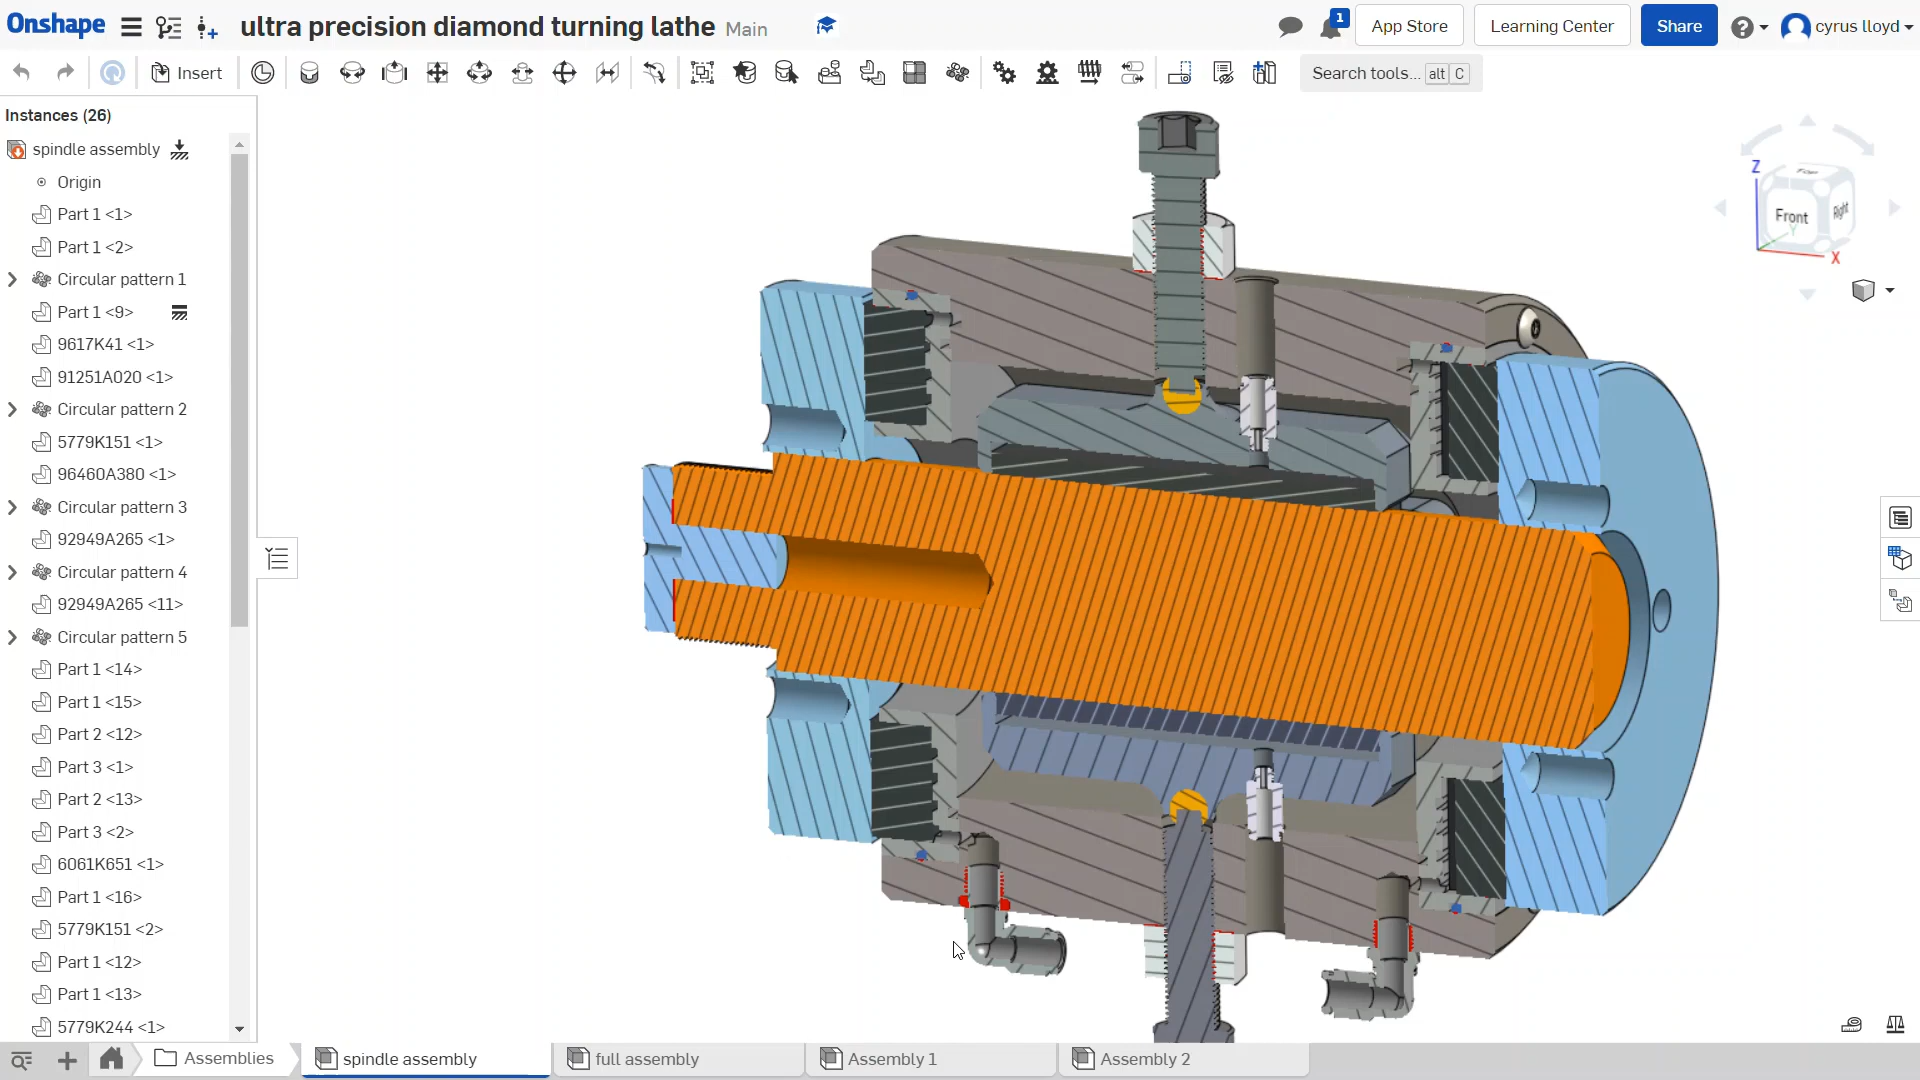 Onshape
ultra precision diamond turning lathe Main
1
App Store
Learning Center
Share
cyrus lloyd
Insert
Search tools... alt C
Instances (26)
spindle assembly
Origin
Part 1 <1>
Part 1 <2>
Circular pattern 1
Part 1 <9>
9617K41 <1>
91251A020 <1>
Circular pattern 2
5779K151 <1>
96460A380 <1>
Circular pattern 3
92949A265 <1>
Circular pattern 4
92949A265 <11>
Circular pattern 5
Part 1 <14>
Part 1 <15>
Part 2 <12>
Part 3 <1>
Part 2 <13>
Part 3 <2>
6061K651 <1>
Part 1 <16>
5779K151 <2>
Part 1 <12>
Part 1 <13>
5779K244 <1>
Z
Top
Front
Right
Y
X
Assemblies
spindle assembly
full assembly
Assembly 1
Assembly 2